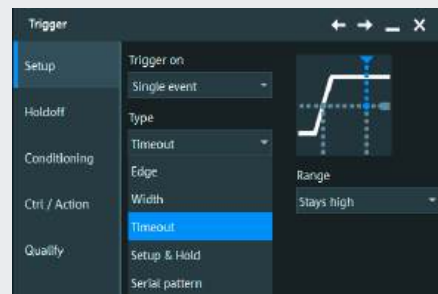 Trigger
Setup
Holdoff
Conditioning
Ctrl / Action
Qualify
Trigger on
Single event
Type
Timeout
Edge
Width
Timeout
Setup & Hold
Serial pattern
Range
Stays high